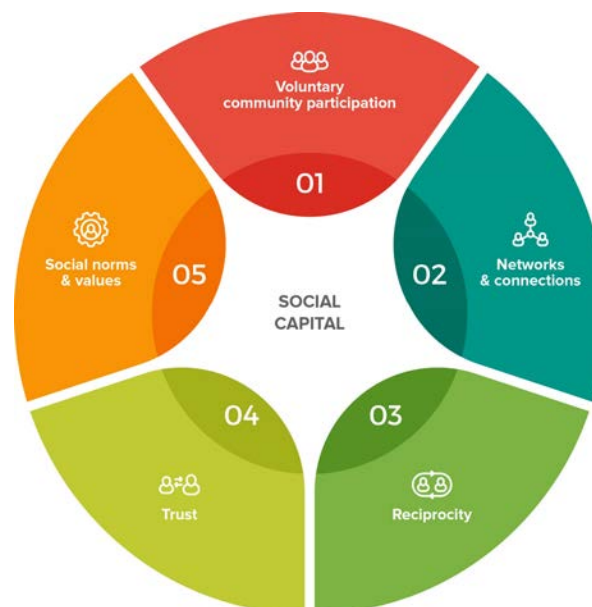 Voluntary
community participation
01
Networks
& connections
02
Reciprocity
03
Trust
04
Social norms
& values
05
SOCIAL
CAPITAL